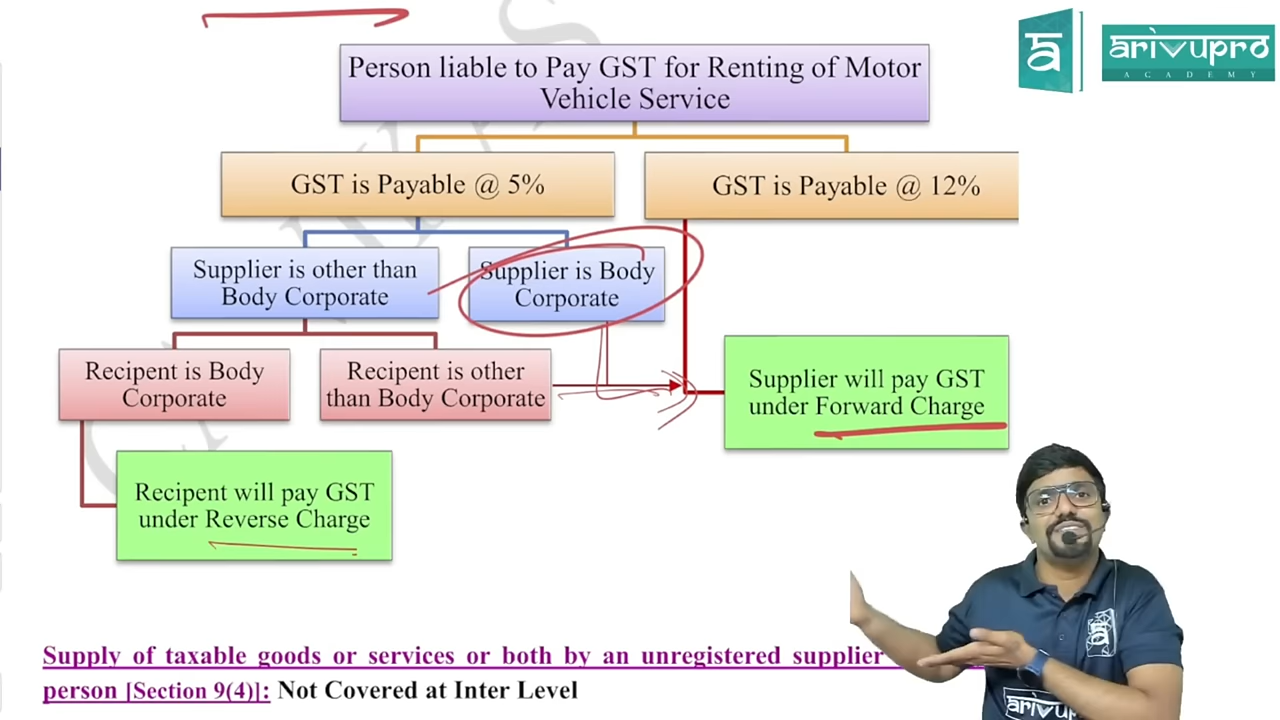 arivupro
ACADEMY
Person liable to Pay GST for Renting of Motor
Vehicle Service
GST is Payable @ 5%
GST is Payable @ 12%
Supplier is other than
Body Corporate
Supplier is Body
Corporate
Recipent is Body
Corporate
Recipent is other
than Body Corporate
Supplier will pay GST
under Forward Charge
Recipent will pay GST
under Reverse Charge
Supply of taxable goods or services or both by an unregistered supplier
person [Section 9(4)]: Not Covered at Inter Level
arivupro